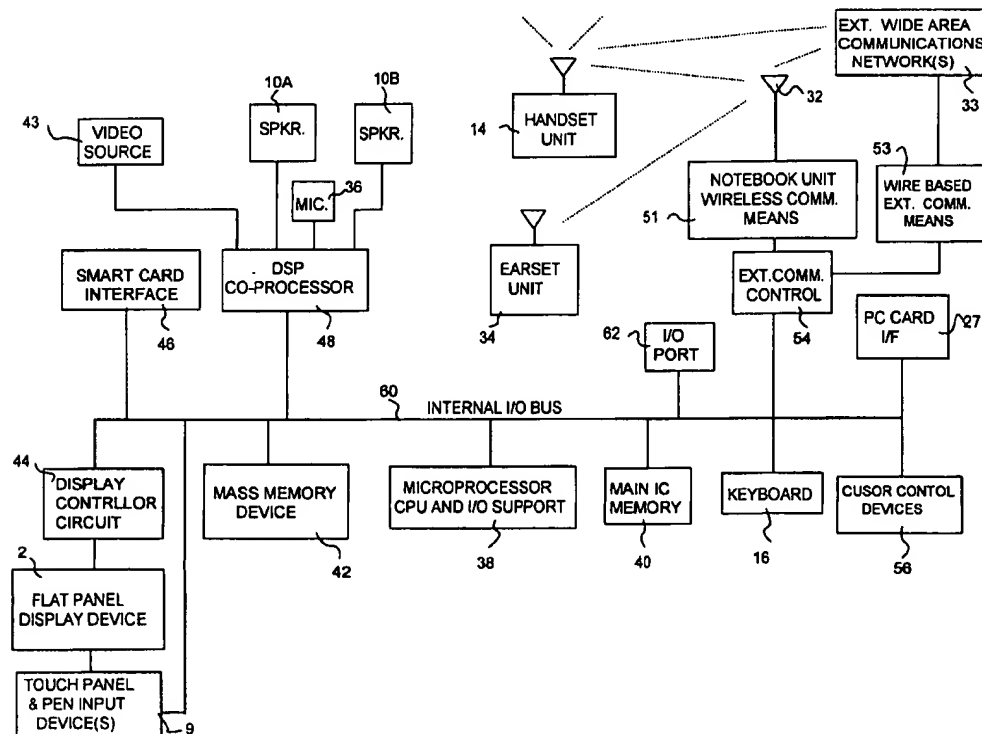 EXT. WIDE AREA
COMMUNICATIONS
NETWORK(S)
33
10A
10B
SPKR.
SPKR.
43
VIDEO
SOURCE
14
HANDSET
UNIT
32
MIC.
36
53
WIRE BASED
EXT. COMM.
MEANS
NOTEBOOK UNIT
WIRELESS COMM.
MEANS
51
SMART CARD
INTERFACE
46
DSP
CO-PROCESSOR
48
EARSET
UNIT
34
EXT.COMM.
CONTROL
54
PC CARD
I/F
27
62
I/O
PORT
60
INTERNAL I/O BUS
44
DISPLAY
CONTRLLOR
CIRCUIT
MASS MEMORY
DEVICE
42
MICROPROCESSOR
CPU AND I/O SUPPORT
38
MAIN IC
MEMORY
40
KEYBOARD
16
CUSOR CONTOL
DEVICES
56
2
FLAT PANEL
DISPLAY DEVICE
TOUCH PANEL
& PEN INPUT
DEVICE(S)
9